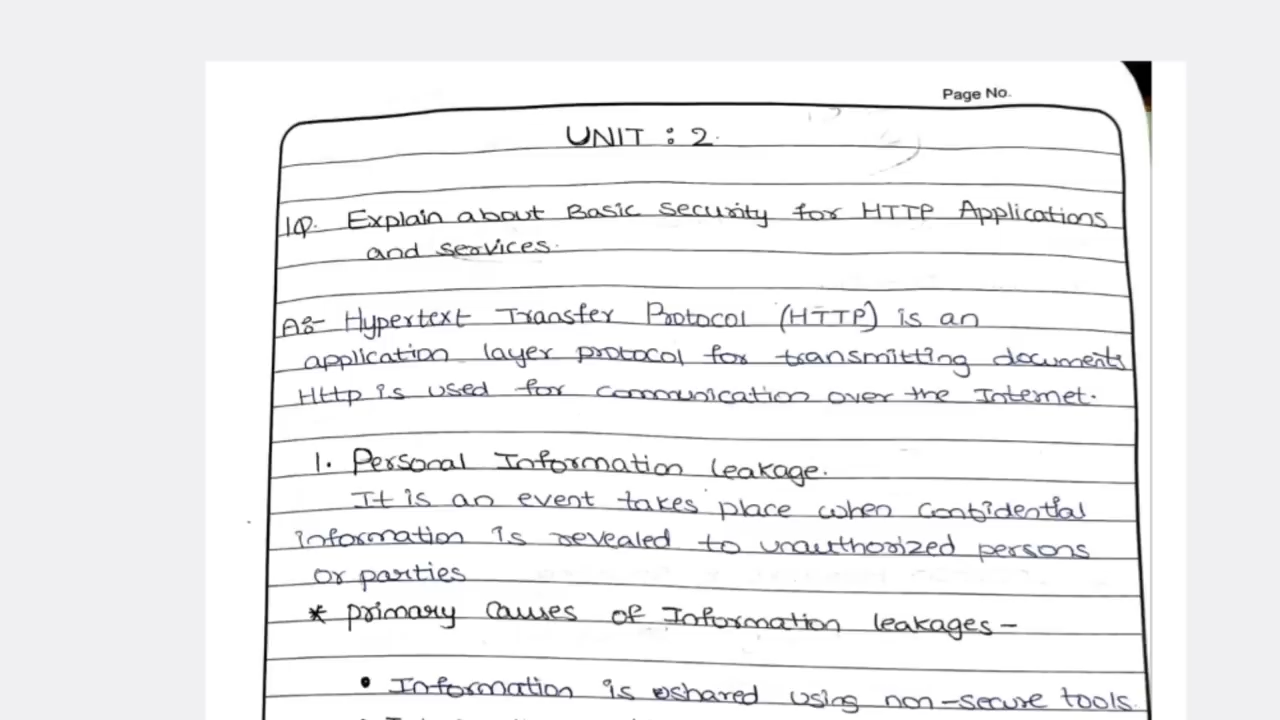 Page No.
UNIT : 2.
1Q. Explain about Basic security for HTTP Applications
and services.
A:- Hypertext Transfer Protocol (HTTP) is an
application layer protocol for transmitting documents
Http is used for communication over the Internet.
1. Personal Information leakage.
It is an event takes place when confidential
information is revealed to unauthorized persons
or parties
* primary causes of Information leakages -
• Information is shared using non-secure tools.